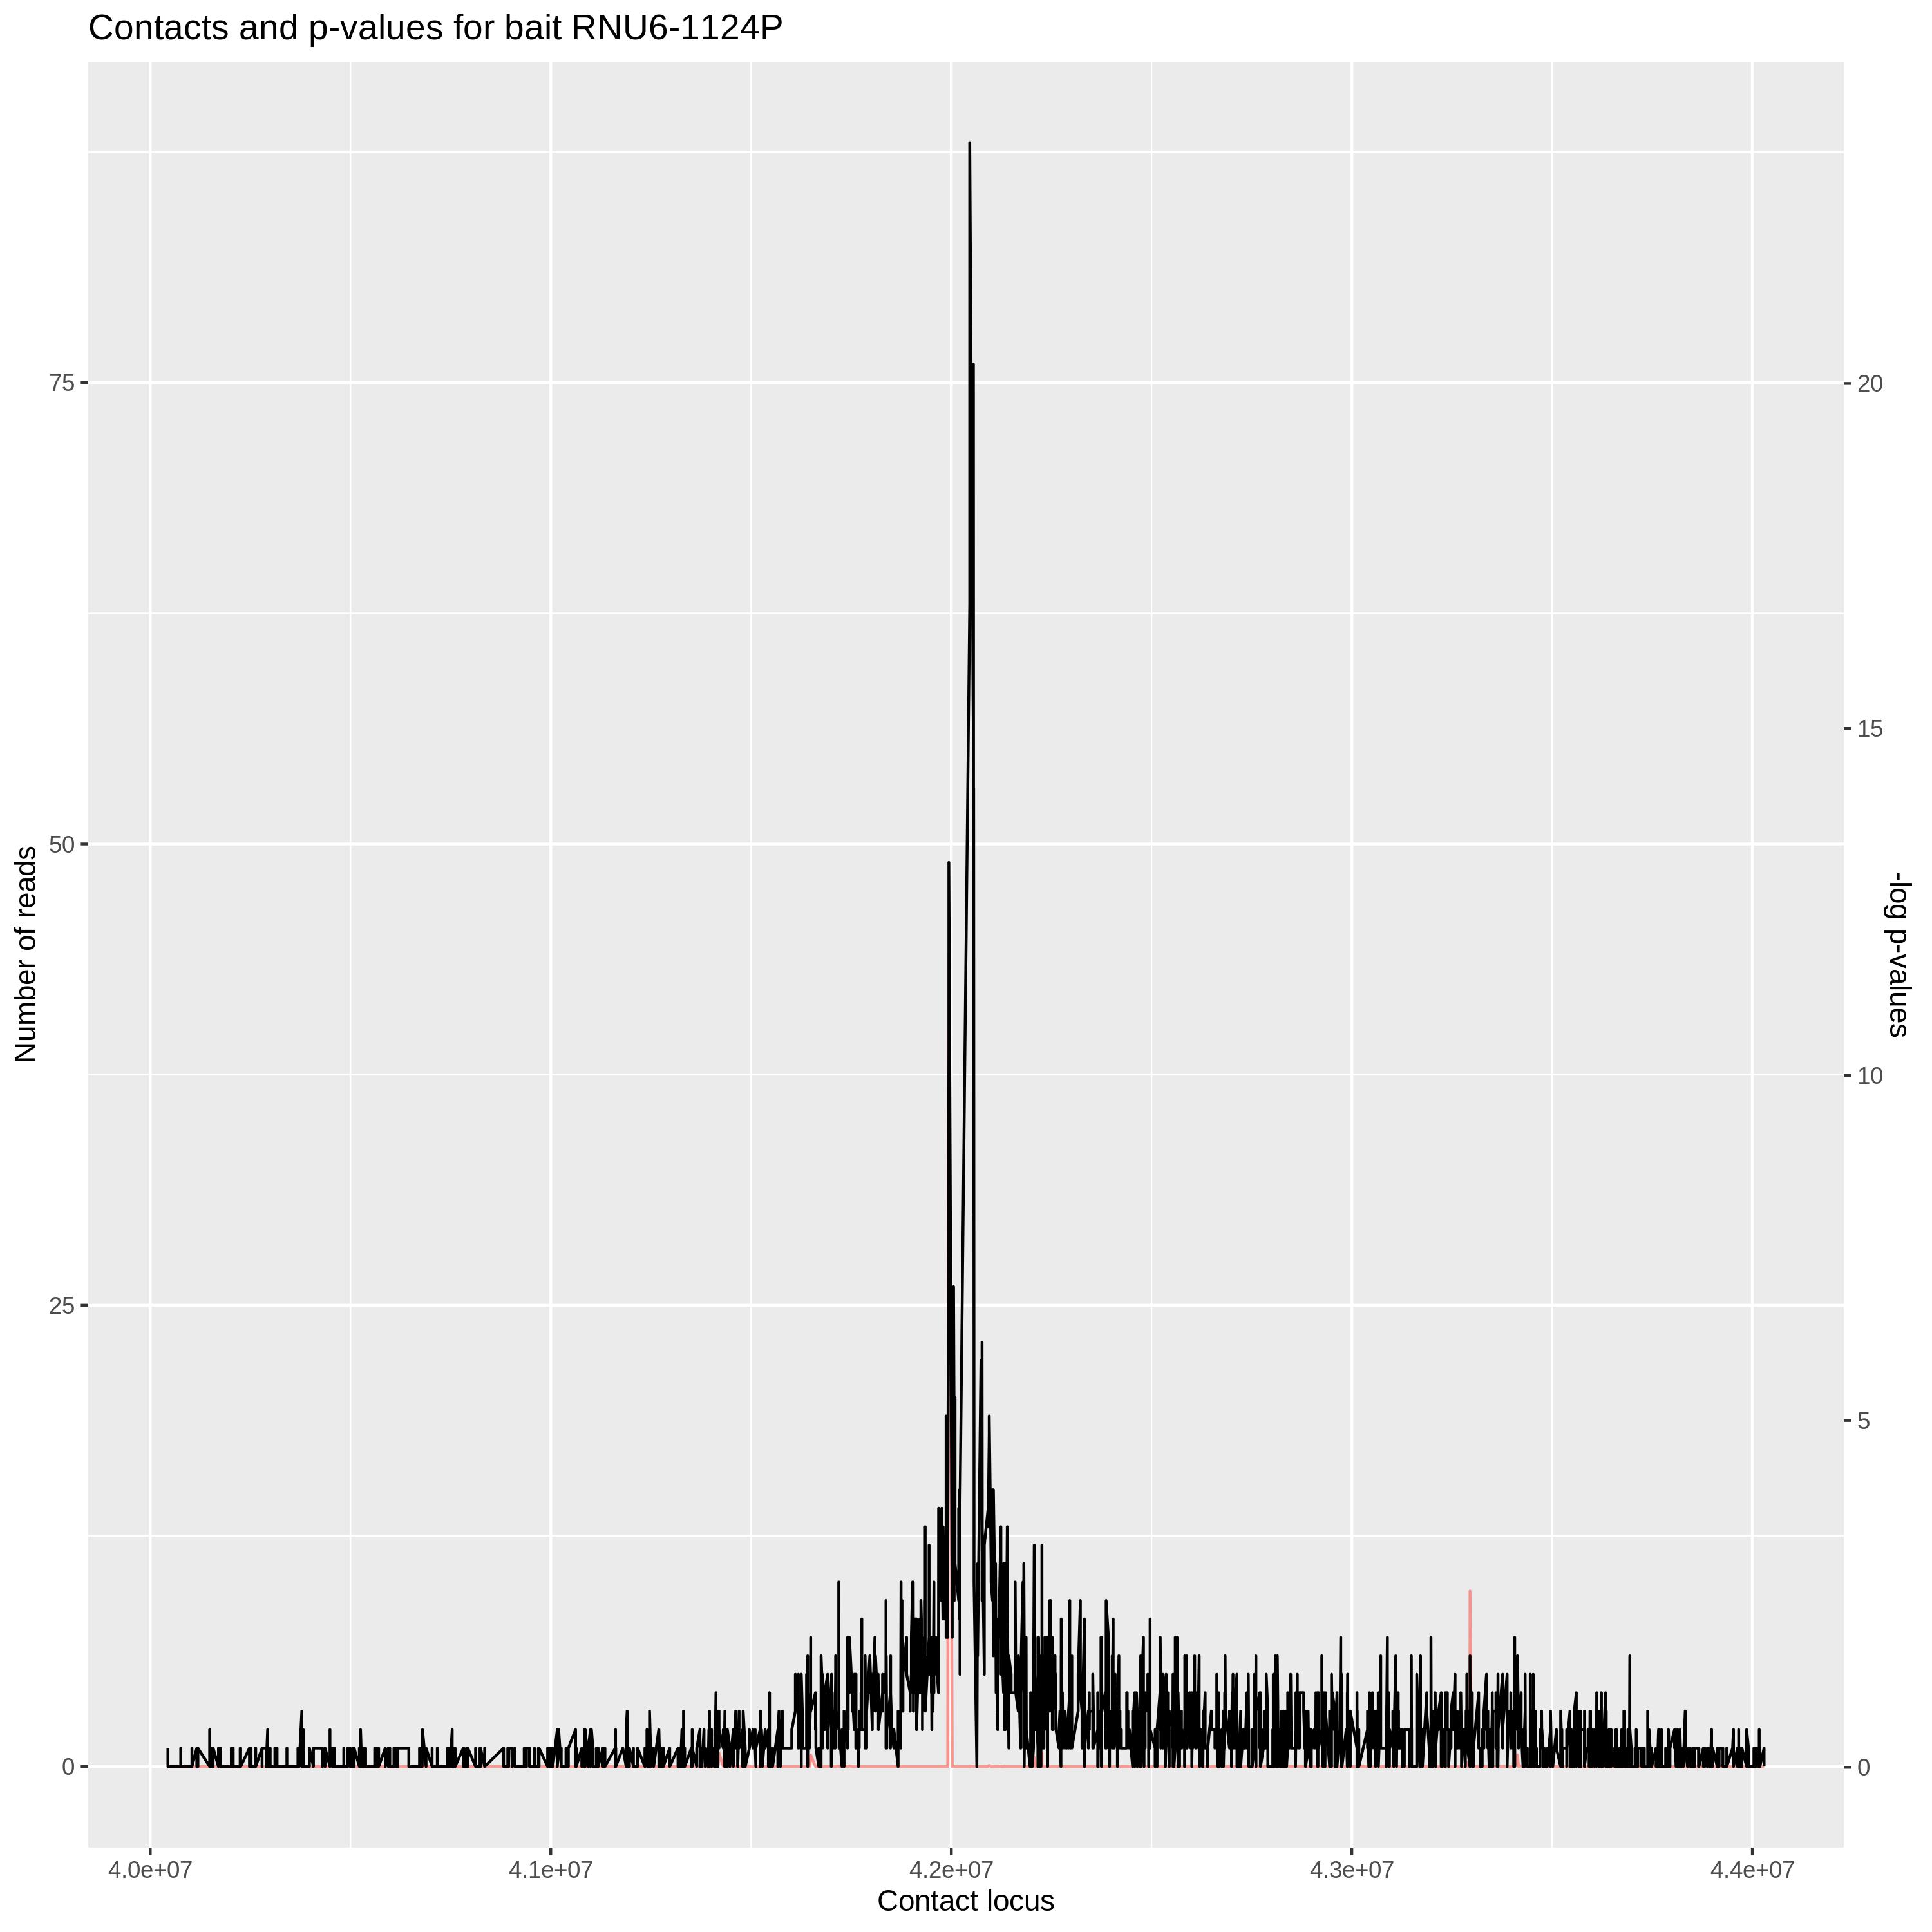 Contacts and p-values for bait RNU6-1124P
Number of reads
75
50
25
0
20
15
10
5
0
-log p-values
4.0e+07
4.1e+07
4.2e+07
4.3e+07
4.4e+07
Contact locus